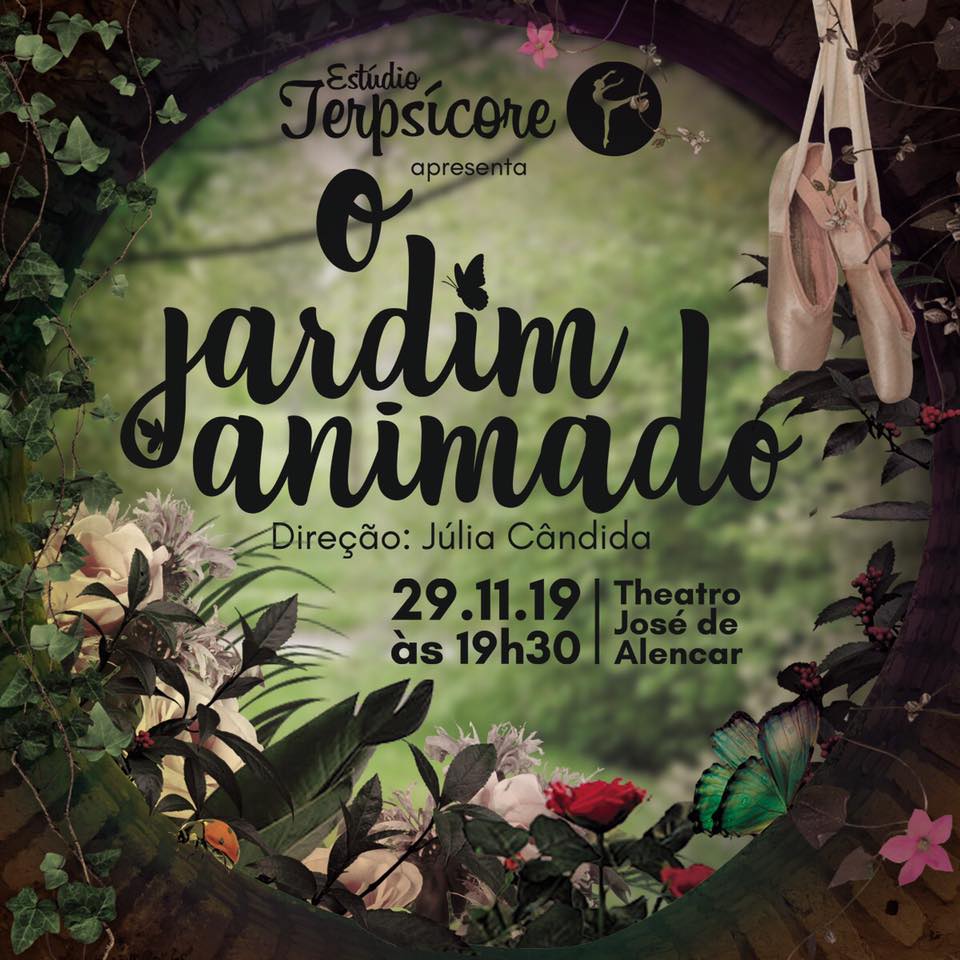 Estúdio
Terpsícore
apresenta
o
jardim
animado
Direção: Júlia Cândida
29.11.19
às 19h30
Theatro
José de
Alencar